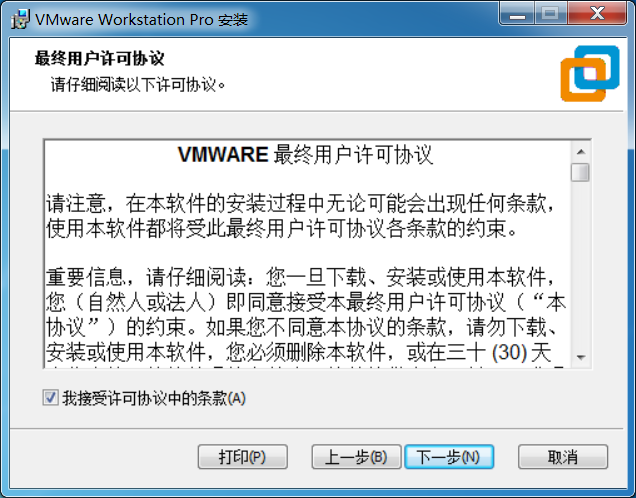 VMware Workstation Pro 安装
最终用户许可协议
请仔细阅读以下许可协议。
VMWARE 最终用户许可协议
请注意，在本软件的安装过程中无论可能会出现任何条款，
使用本软件都将受此最终用户许可协议各条款的约束。
重要信息，请仔细阅读：您一旦下载、安装或使用本软件，
您（自然人或法人）即同意接受本最终用户许可协议（“本
协议”）的约束。如果您不同意本协议的条款，请勿下载、
安装或使用本软件，您必须删除本软件，或在三十 (30) 天
我接受许可协议中的条款(A)
打印(P)
上一步(B)
下一步(N)
取消